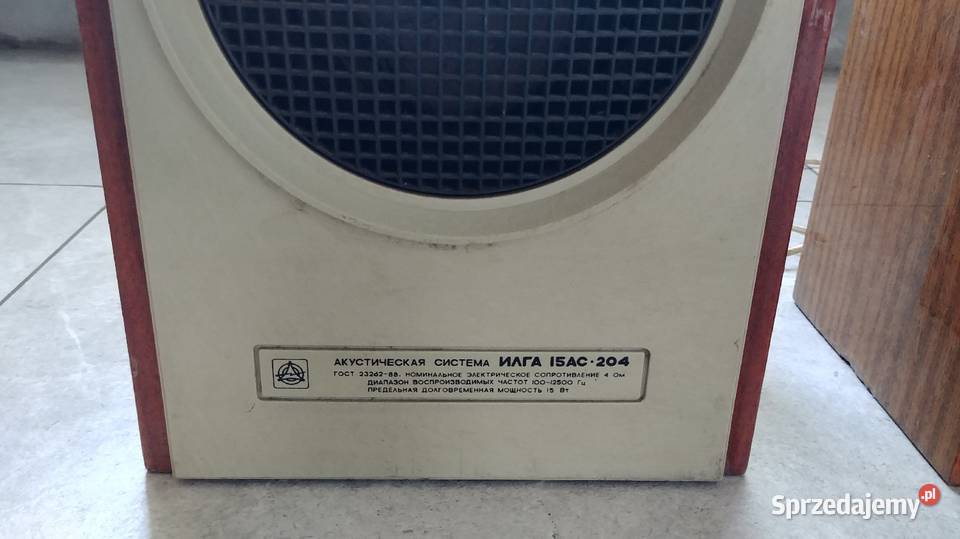 АКУСТИЧЕСКАЯ СИСТЕМА ИЛГА 15АС·204
ГОСТ 23262-88. НОМИНАЛЬНОЕ ЭЛЕКТРИЧЕСКОЕ СОПРОТИВЛЕНИЕ 4 Ом
ДИАПАЗОН ВОСПРОИЗВОДИМЫХ ЧАСТОТ 100-12500 Гц
ПРЕДЕЛЬНАЯ ДОЛГОВРЕМЕННАЯ МОЩНОСТЬ 15 Вт
Sprzedajemy.pl